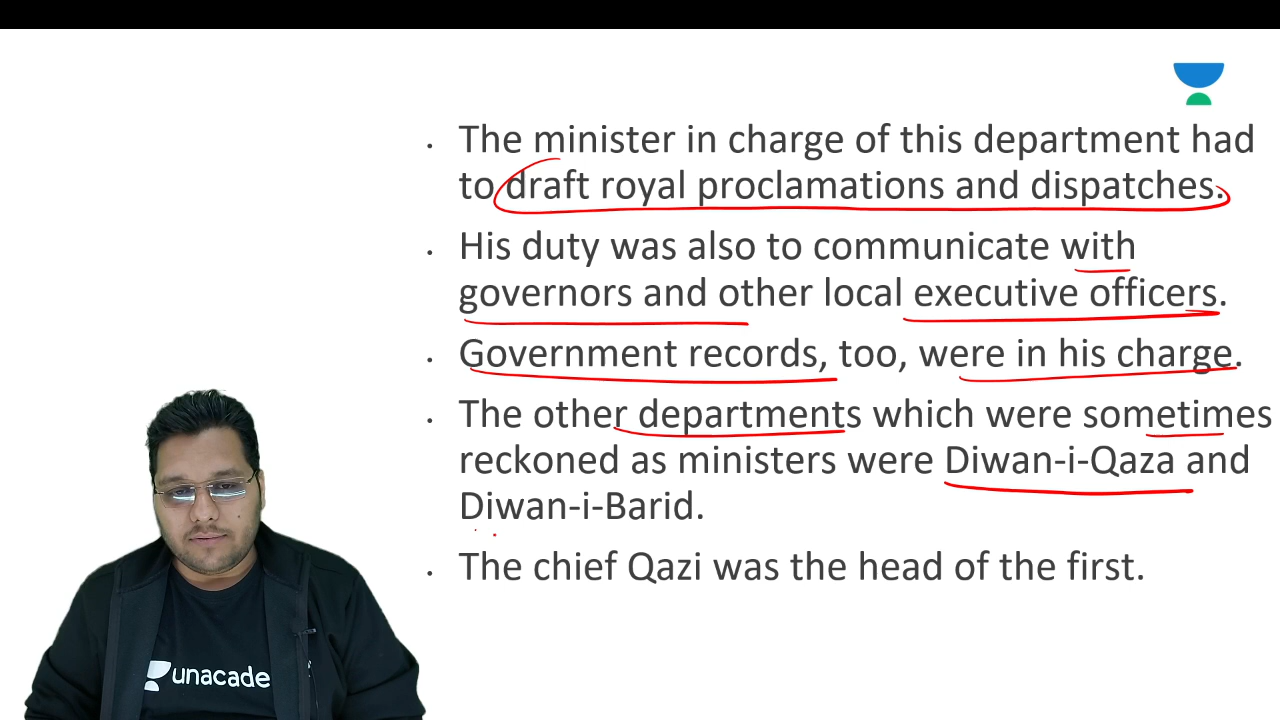 • The minister in charge of this department had
to draft royal proclamations and dispatches.
• His duty was also to communicate with
governors and other local executive officers.
• Government records, too, were in his charge.
• The other departments which were sometimes
reckoned as ministers were Diwan-i-Qaza and
Diwan-i-Barid.
• The chief Qazi was the head of the first.
unacade